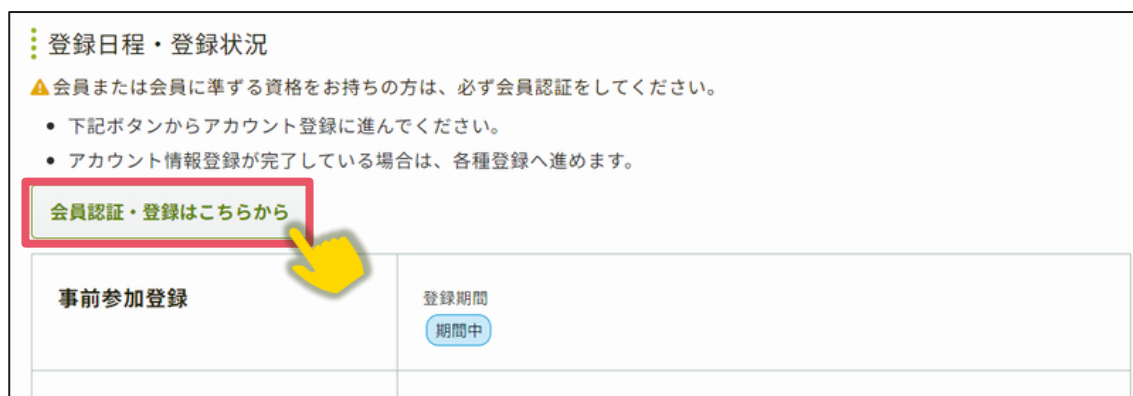 登録日程・登録状況
会員または会員に準ずる資格をお持ちの方は、必ず会員認証をしてください。
下記ボタンからアカウント登録に進んでください。
アカウント情報登録が完了している場合は、各種登録へ進めます。
会員認証・登録はこちらから
事前参加登録
登録期間
期間中